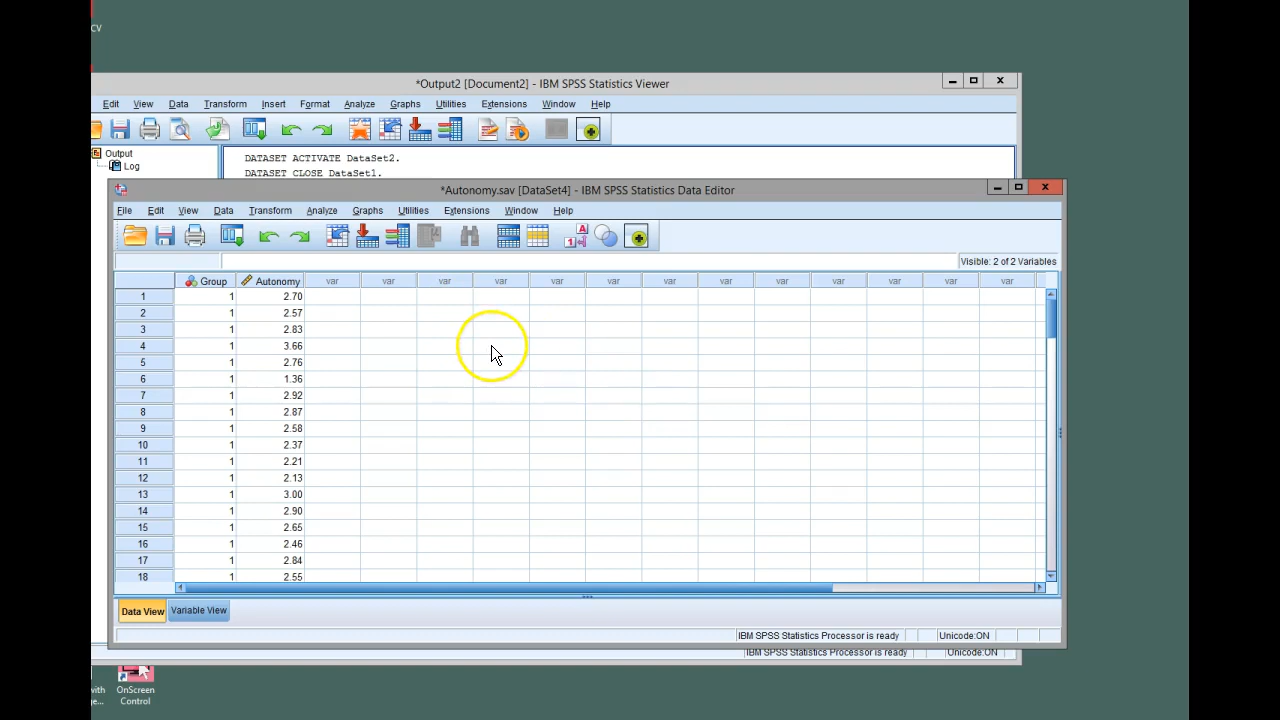 CV
*Output2 [Document2] - IBM SPSS Statistics Viewer
Edit View Data Transform Insert Format Analyze Graphs Utilities Extensions Window Help
Output
Log
DATASET ACTIVATE DataSet2.
DATASET CLOSE DataSet1.
*Autonomy.sav [DataSet4] - IBM SPSS Statistics Data Editor
File Edit View Data Transform Analyze Graphs Utilities Extensions Window Help
Visible: 2 of 2 Variables
Group Autonomy var var var var var var var var var var var var var
1 1 2.70
2 1 2.57
3 1 2.83
4 1 3.66
5 1 2.76
6 1 1.36
7 1 2.92
8 1 2.87
9 1 2.58
10 1 2.37
11 1 2.21
12 1 2.13
13 1 3.00
14 1 2.90
15 1 2.65
16 1 2.46
17 1 2.84
18 1 2.55
Data View Variable View
IBM SPSS Statistics Processor is ready Unicode:ON
IBM SPSS Statistics Processor is ready Unicode:ON
with OnScreen
e... Control